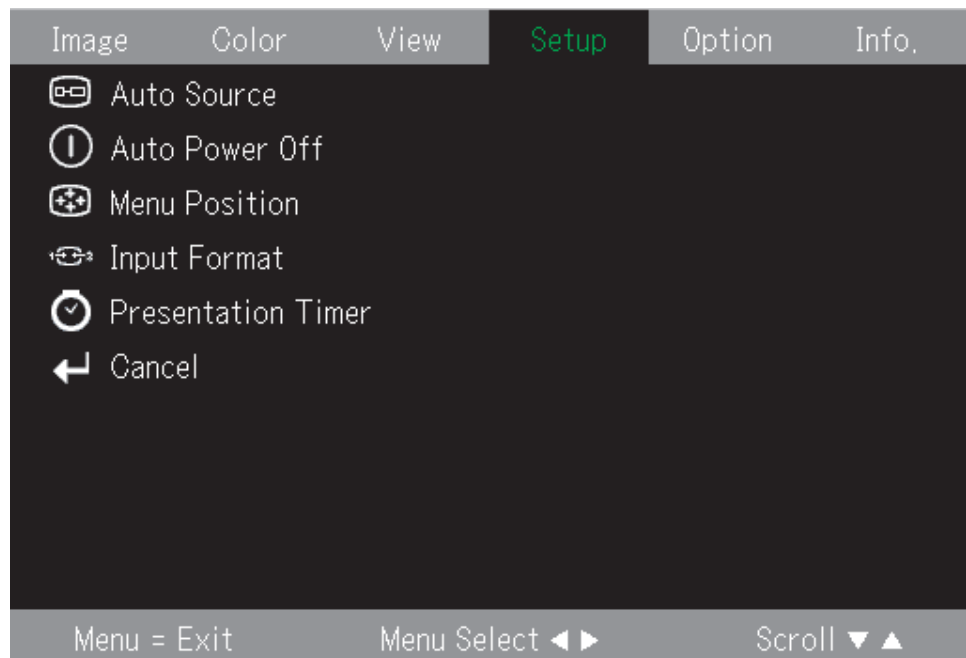 Image Color View Setup Option Info.
Auto Source
Auto Power Off
Menu Position
Input Format
Presentation Timer
Cancel
Menu = Exit Menu Select ◀ ▶ Scroll ▼ ▲